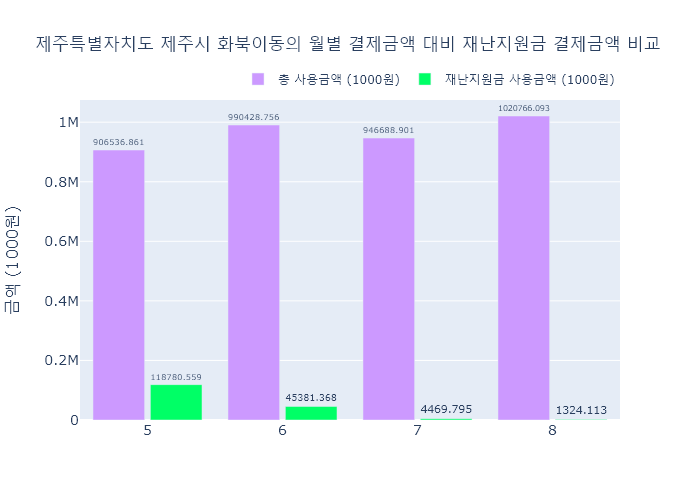 제주특별자치도 제주시 화북이동의 월별 결제금액 대비 재난지원금 결제금액 비교
총 사용금액 (1000원)
재난지원금 사용금액 (1000원)
금액 (1000원)
1M
0.8M
0.6M
0.4M
0.2M
0
906536.861
990428.756
946688.901
1020766.093
118780.559
45381.368
4469.795
1324.113
5
6
7
8